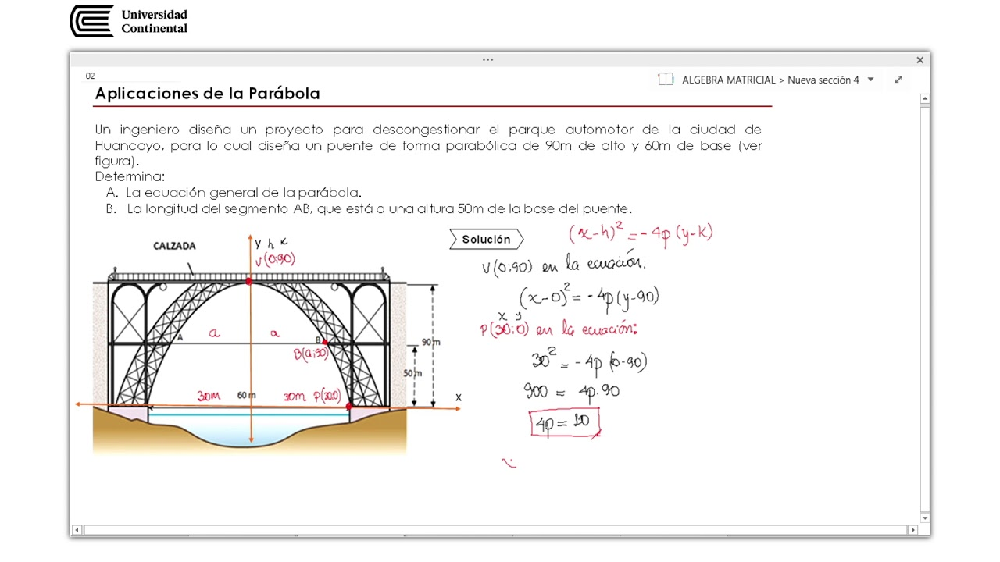 Universidad
Continental
02
ALGEBRA MATRICIAL > Nueva sección 4
Aplicaciones de la Parábola
Un ingeniero diseña un proyecto para descongestionar el parque automotor de la ciudad de
Huancayo, para lo cual diseña un puente de forma parabólica de 90m de alto y 60m de base (ver
figura).
Determina:
A. La ecuación general de la parábola.
B. La longitud del segmento AB, que está a una altura 50m de la base del puente.
Solución
(x-h)² = -4p (y-k)
V(0;90) en la ecuación.
(x-0)² = -4p(y-90)
x y
P(30;0) en la ecuación:
30² = -4p (0-90)
900 = 4p.90
4p = 10
CALZADA
y h k
V(0;90)
a a
A B
B(a;50)
90 m
50 m
30m 60 m 30m P(30;0)
x